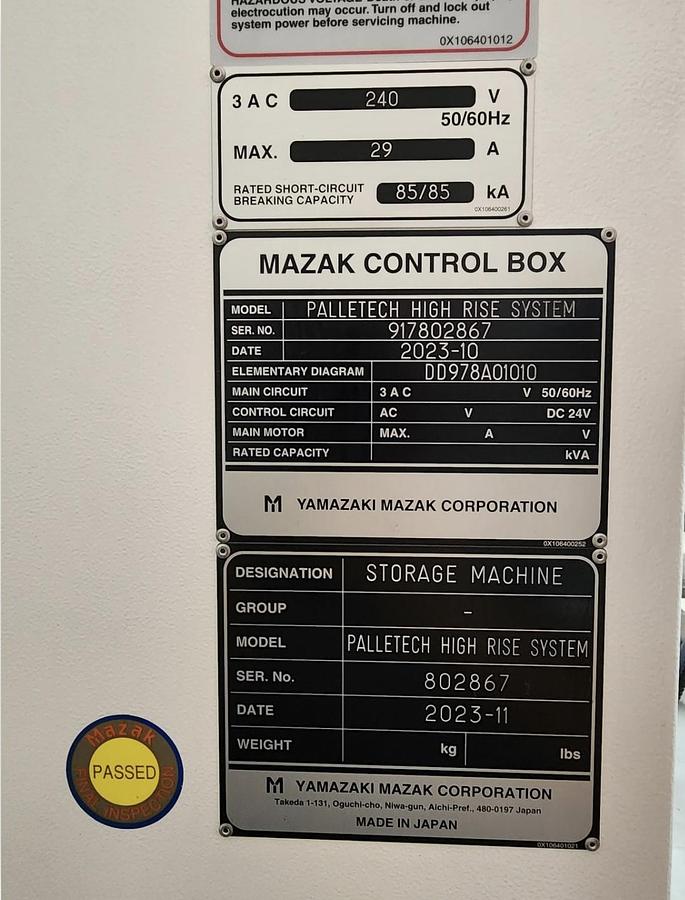 electrocution may occur. Turn off and lock out
system power before servicing machine.
0X106401012
3 A C 240 V
50/60Hz
MAX. 29 A
RATED SHORT-CIRCUIT
BREAKING CAPACITY 85/85 kA
0X106400261
MAZAK CONTROL BOX
MODEL PALLETECH HIGH RISE SYSTEM
SER. NO. 917802867
DATE 2023-10
ELEMENTARY DIAGRAM DD978A01010
MAIN CIRCUIT 3 A C V 50/60Hz
CONTROL CIRCUIT AC V DC 24V
MAIN MOTOR MAX. A V
RATED CAPACITY kVA
YAMAZAKI MAZAK CORPORATION
0X106400252
DESIGNATION STORAGE MACHINE
GROUP -
MODEL PALLETECH HIGH RISE SYSTEM
SER. No. 802867
DATE 2023-11
WEIGHT kg lbs
YAMAZAKI MAZAK CORPORATION
Takeda 1-131, Oguchi-cho, Niwa-gun, Aichi-Pref., 480-0197 Japan
MADE IN JAPAN
0X106401021
Mazak
PASSED
FINAL INSPECTION